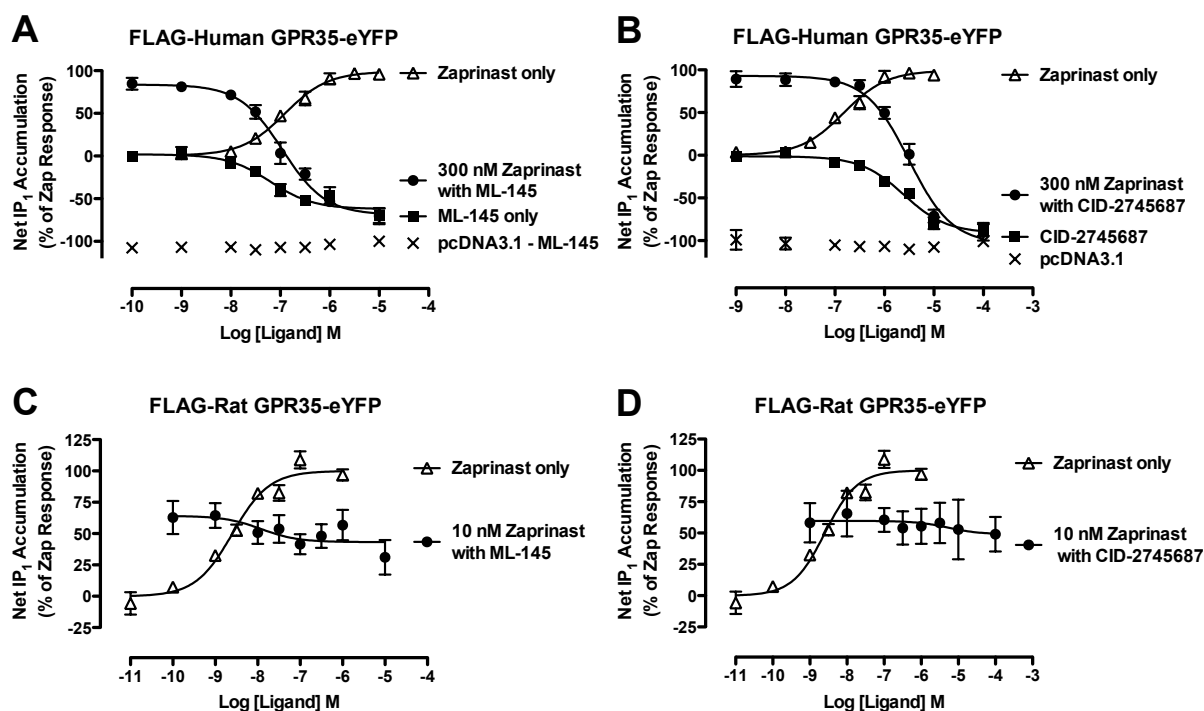 A
FLAG-Human GPR35-eYFP
Net IP1 Accumulation
(% of Zap Response)
100
50
0
-50
-100
-10
-9
-8
-7
-6
-5
-4
Log [Ligand] M
Zaprinast only
300 nM Zaprinast
with ML-145
ML-145 only
pcDNA3.1 - ML-145
B
FLAG-Human GPR35-eYFP
Net IP1 Accumulation
(% of Zap Response)
100
50
0
-50
-100
-9
-8
-7
-6
-5
-4
-3
Log [Ligand] M
Zaprinast only
300 nM Zaprinast
with CID-2745687
CID-2745687
pcDNA3.1
C
FLAG-Rat GPR35-eYFP
Net IP1 Accumulation
(% of Zap Response)
125
100
75
50
25
0
-25
-11
-10
-9
-8
-7
-6
-5
-4
Log [Ligand] M
Zaprinast only
10 nM Zaprinast
with ML-145
D
FLAG-Rat GPR35-eYFP
Net IP1 Accumulation
(% of Zap Response)
125
100
75
50
25
0
-25
-11
-10
-9
-8
-7
-6
-5
-4
-3
Log [Ligand] M
Zaprinast only
10 nM Zaprinast
with CID-2745687